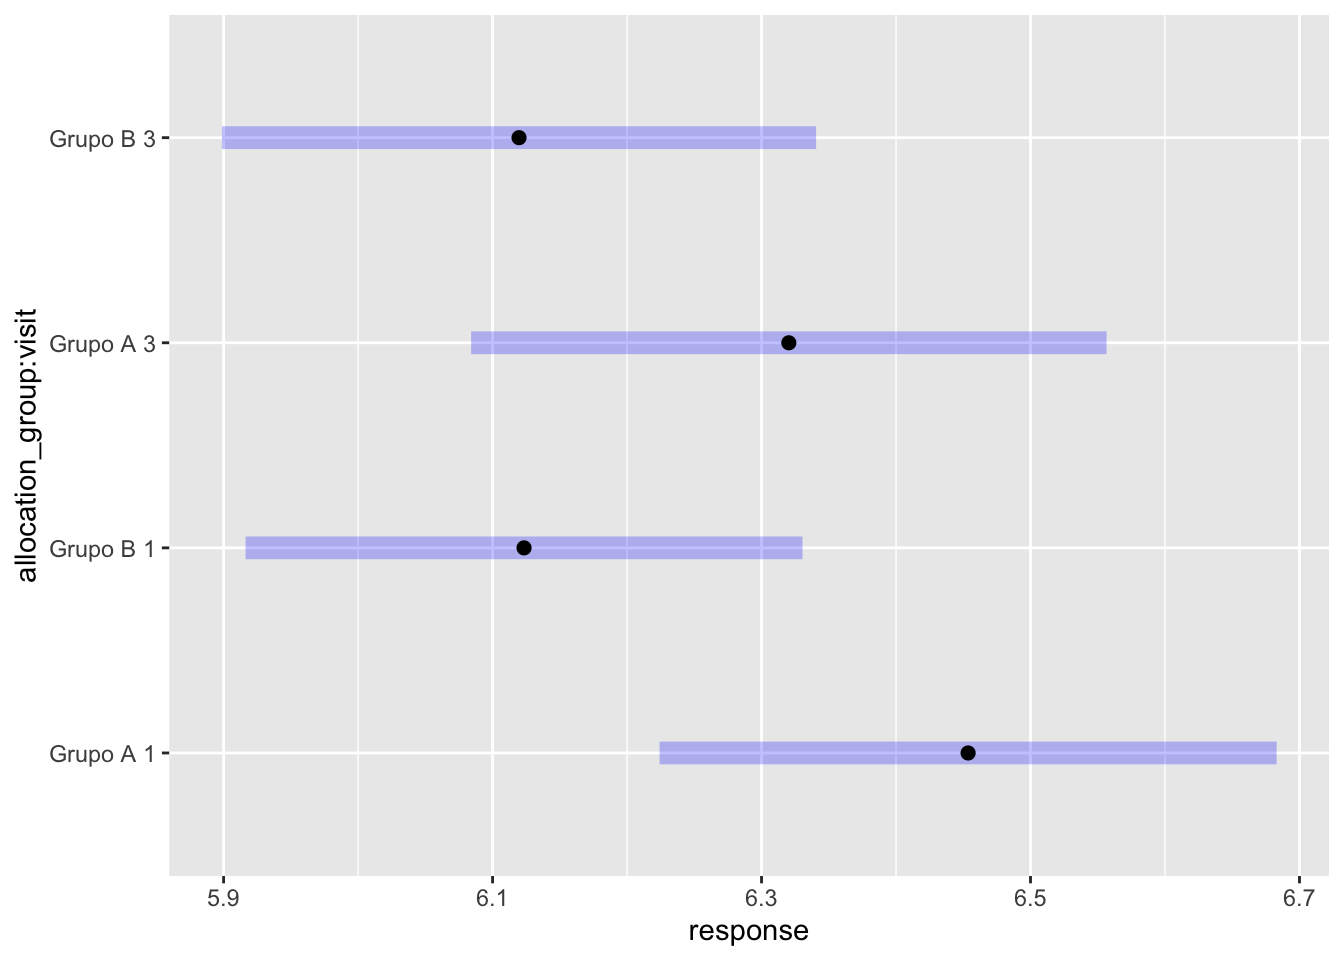 allocation_group:visit
Grupo B 3
Grupo A 3
Grupo B 1
Grupo A 1
5.9 6.1 6.3 6.5 6.7
response